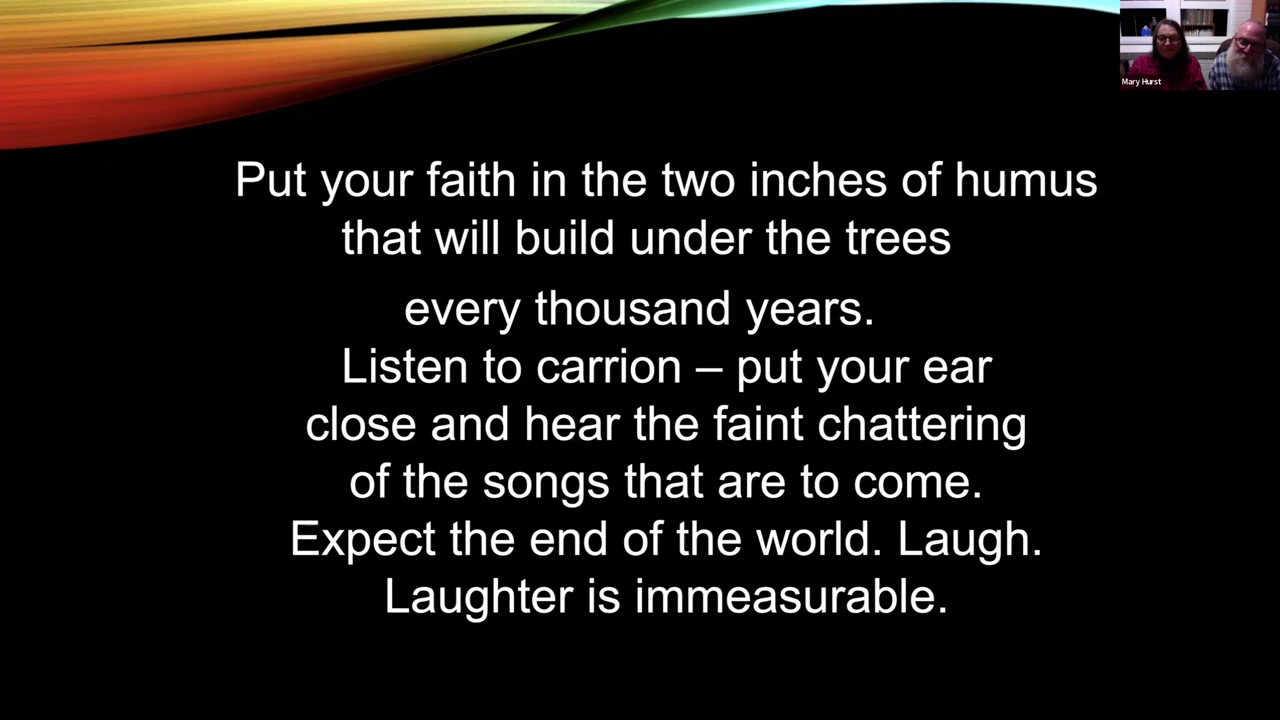 Mary Hurst
Put your faith in the two inches of humus
that will build under the trees
every thousand years.
Listen to carrion – put your ear
close and hear the faint chattering
of the songs that are to come.
Expect the end of the world. Laugh.
Laughter is immeasurable.